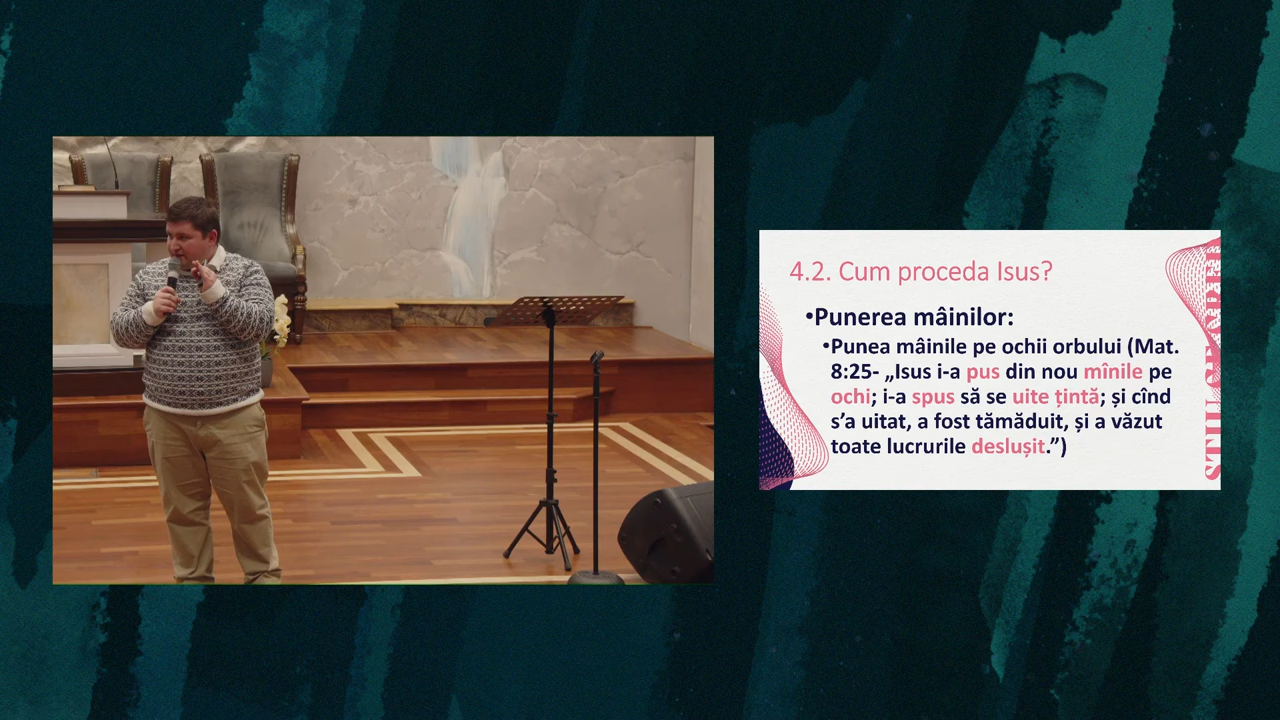 4.2. Cum proceda Isus?
•Punerea mâinilor:
•Punea mâinile pe ochii orbului (Mat.
8:25- „Isus i-a pus din nou mînile pe
ochi; i-a spus să se uite țintă; și cînd
s’a uitat, a fost tămăduit, și a văzut
toate lucrurile deslușit.”)